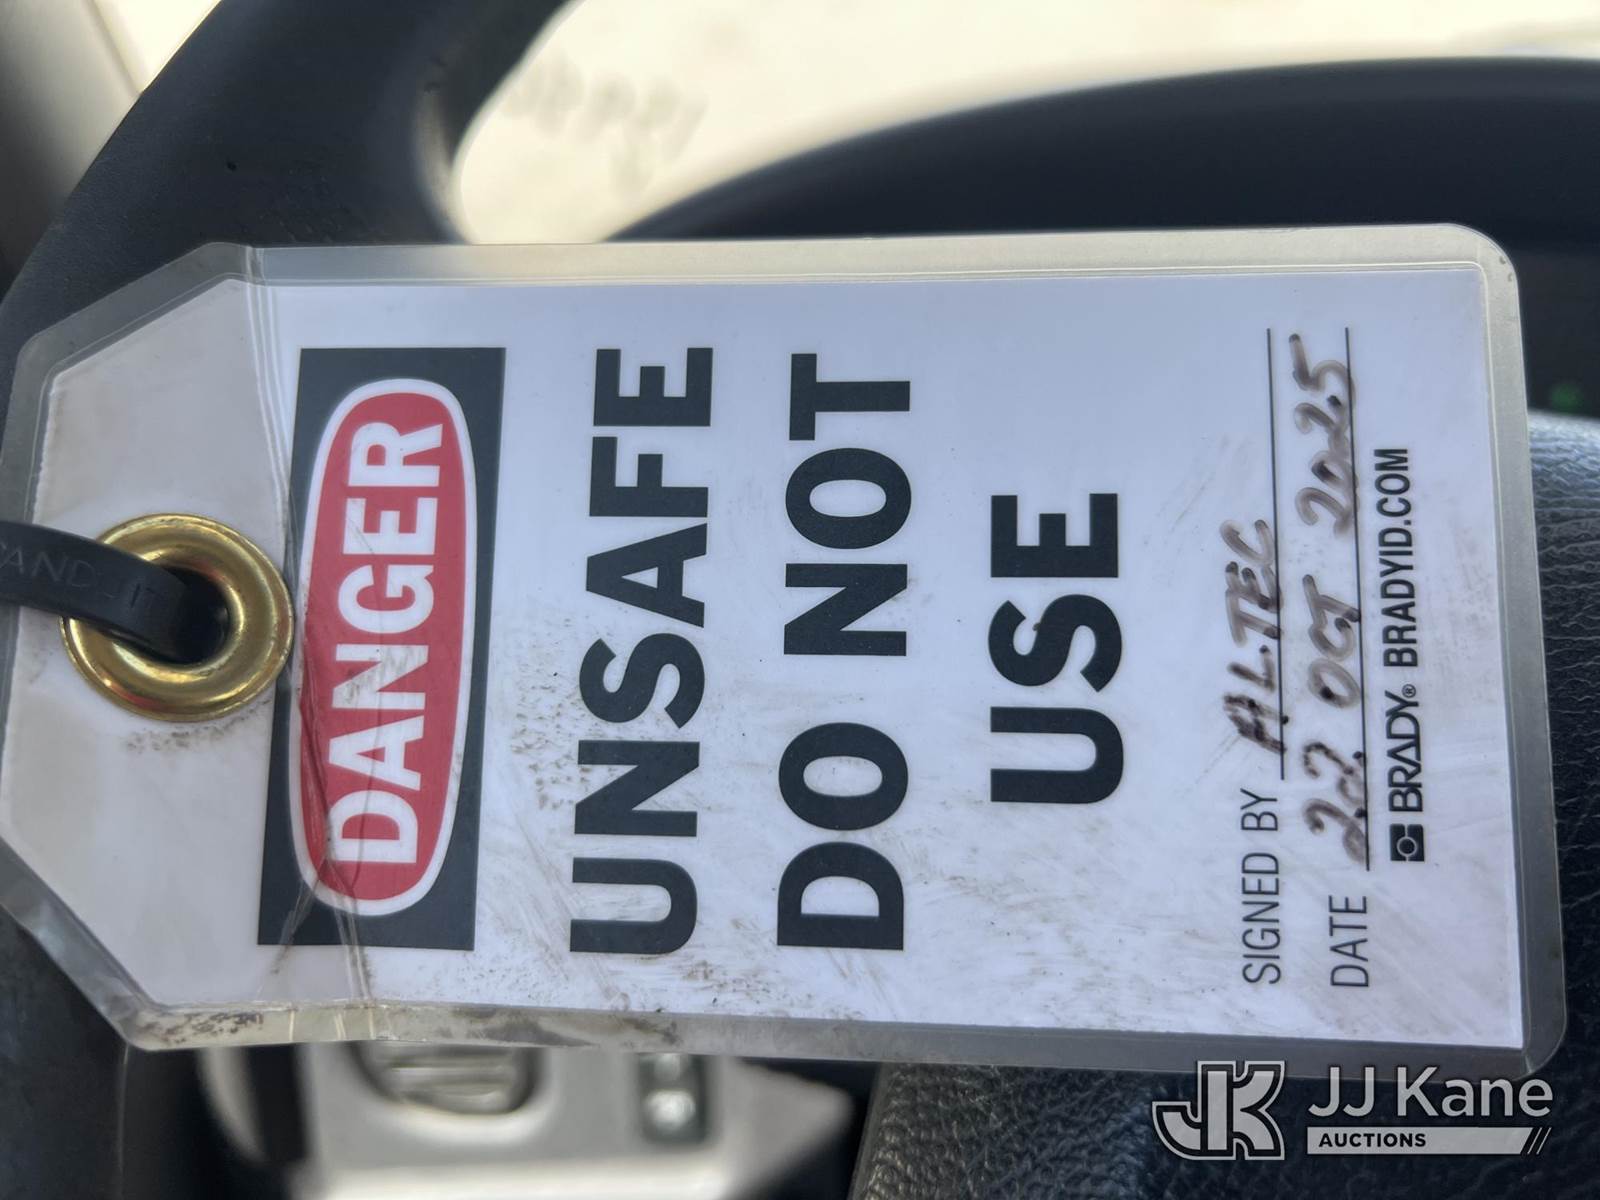 DANGER
UNSAFE
DO NOT
USE
SIGNED BY ALTEC
DATE 22 OCT 2025
BRADY® BRADYID.COM
JJ Kane
AUCTIONS